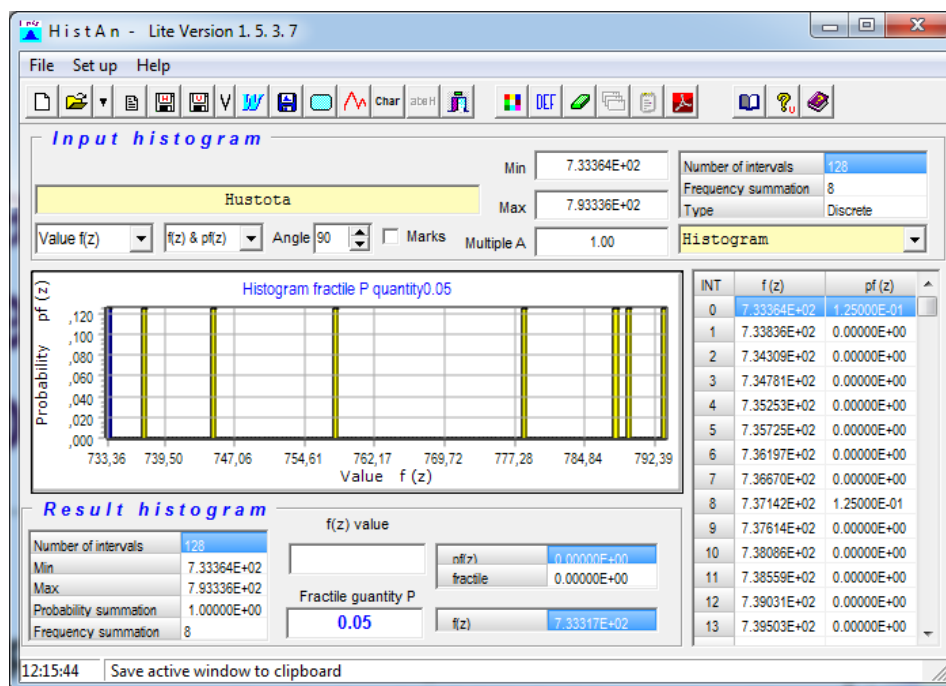 HistAn - Lite Version 1. 5. 3. 7
File Set up Help
Char abcH DEF
Input histogram
Hustota
Min 7.33364E+02
Max 7.93336E+02
Multiple A 1.00
Number of intervals 128
Frequency summation 8
Type Discrete
Value f(z) f(z) & pf(z) Angle 90 Marks
Histogram
Histogram fractile P quantity0.05
Probability pf (z)
,120
,100
,080
,060
,040
,020
,000
733,36 739,50 747,06 754,61 762,17 769,72 777,28 784,84 792,39
Value f (z)
INT f (z) pf (z)
0 7.33364E+02 1.25000E-01
1 7.33836E+02 0.00000E+00
2 7.34309E+02 0.00000E+00
3 7.34781E+02 0.00000E+00
4 7.35253E+02 0.00000E+00
5 7.35725E+02 0.00000E+00
6 7.36197E+02 0.00000E+00
7 7.36670E+02 0.00000E+00
8 7.37142E+02 1.25000E-01
9 7.37614E+02 0.00000E+00
10 7.38086E+02 0.00000E+00
11 7.38559E+02 0.00000E+00
12 7.39031E+02 0.00000E+00
13 7.39503E+02 0.00000E+00
Result histogram
Number of intervals 128
Min 7.33364E+02
Max 7.93336E+02
Probability summation 1.00000E+00
Frequency summation 8
f(z) value
pf(z) 0.00000E+00
fractile 0.00000E+00
Fractile guantity P
0.05
f(z) 7.33317E+02
12:15:44 Save active window to clipboard